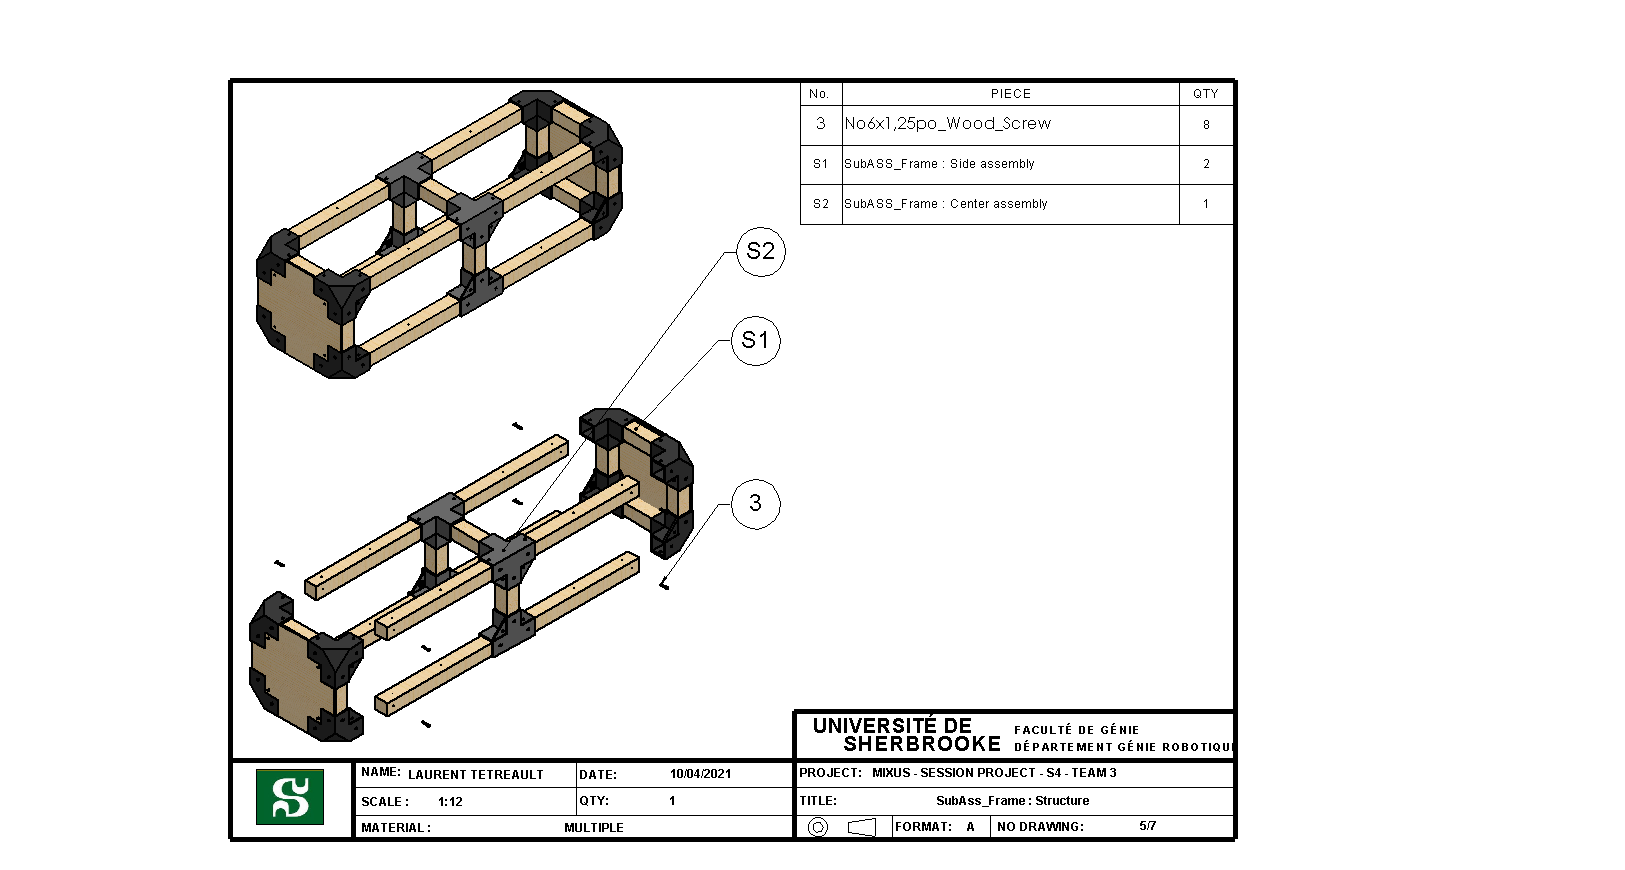 No. PIECE QTY
3 No6x1,25po_Wood_Screw 8
S1 SubASS_Frame : Side assembly 2
S2 SubASS_Frame : Center assembly 1
S2
S1
3
UNIVERSITÉ DE
SHERBROOKE
FACULTÉ DE GÉNIE
DÉPARTEMENT GÉNIE ROBOTIQU
NAME: LAURENT TETREAULT DATE: 10/04/2021
SCALE : 1:12 QTY: 1
MATERIAL : MULTIPLE
PROJECT: MIXUS - SESSION PROJECT - S4 - TEAM 3
TITLE: SubAss_Frame : Structure
FORMAT: A NO DRAWING: 5/7